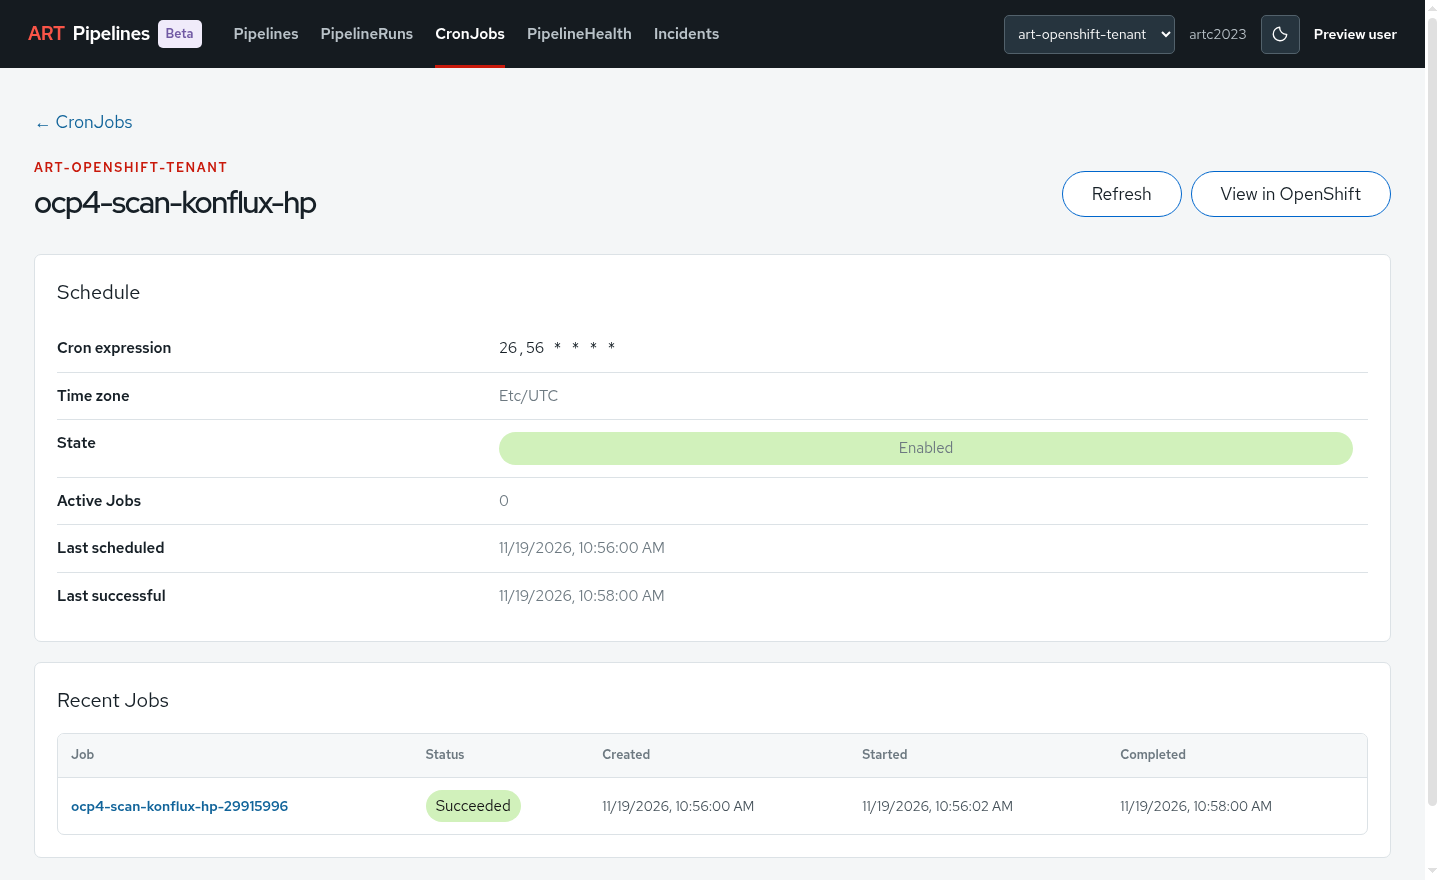 ART Pipelines Beta Pipelines PipelineRuns CronJobs PipelineHealth Incidents art-openshift-tenant artc2023 Preview user
← CronJobs
ART-OPENSHIFT-TENANT
ocp4-scan-konflux-hp
Refresh View in OpenShift
Schedule
Cron expression 26,56 * * * *
Time zone Etc/UTC
State Enabled
Active Jobs 0
Last scheduled 11/19/2026, 10:56:00 AM
Last successful 11/19/2026, 10:58:00 AM
Recent Jobs
Job Status Created Started Completed
ocp4-scan-konflux-hp-29915996 Succeeded 11/19/2026, 10:56:00 AM 11/19/2026, 10:56:02 AM 11/19/2026, 10:58:00 AM